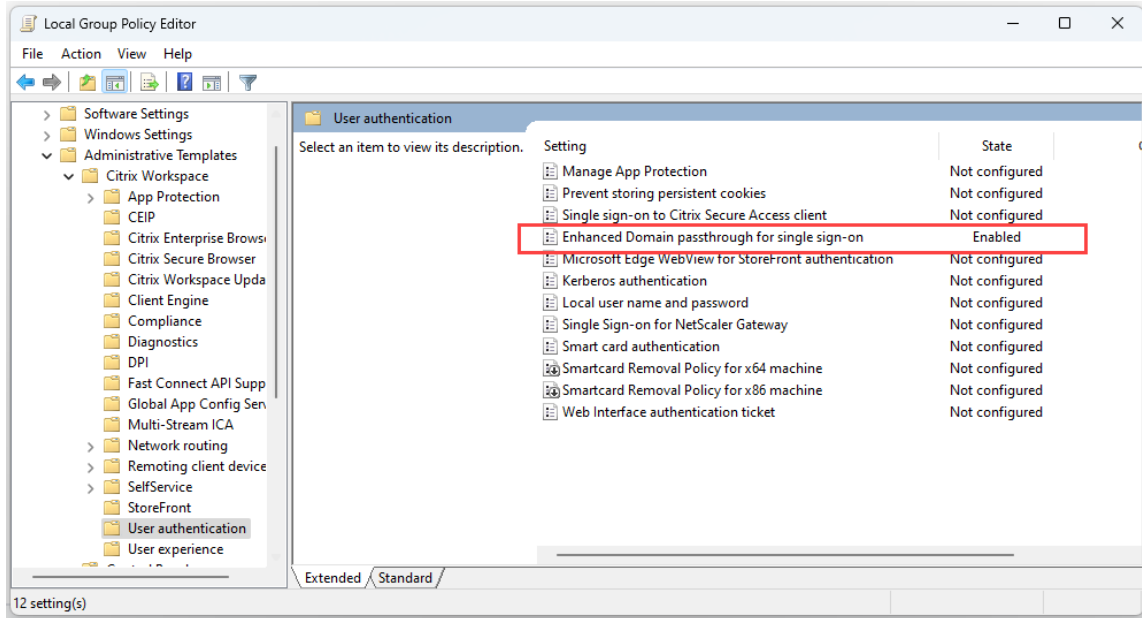 Local Group Policy Editor
File Action View Help
Software Settings
Windows Settings
Administrative Templates
Citrix Workspace
App Protection
CEIP
Citrix Enterprise Brows
Citrix Secure Browser
Citrix Workspace Upda
Client Engine
Compliance
Diagnostics
DPI
Fast Connect API Supp
Global App Config Serv
Multi-Stream ICA
Network routing
Remoting client device
SelfService
StoreFront
User authentication
User experience
User authentication
Select an item to view its description.
Setting State
Manage App Protection Not configured
Prevent storing persistent cookies Not configured
Single sign-on to Citrix Secure Access client Not configured
Enhanced Domain passthrough for single sign-on Enabled
Microsoft Edge WebView for StoreFront authentication Not configured
Kerberos authentication Not configured
Local user name and password Not configured
Single Sign-on for NetScaler Gateway Not configured
Smart card authentication Not configured
Smartcard Removal Policy for x64 machine Not configured
Smartcard Removal Policy for x86 machine Not configured
Web Interface authentication ticket Not configured
Extended Standard
12 setting(s)